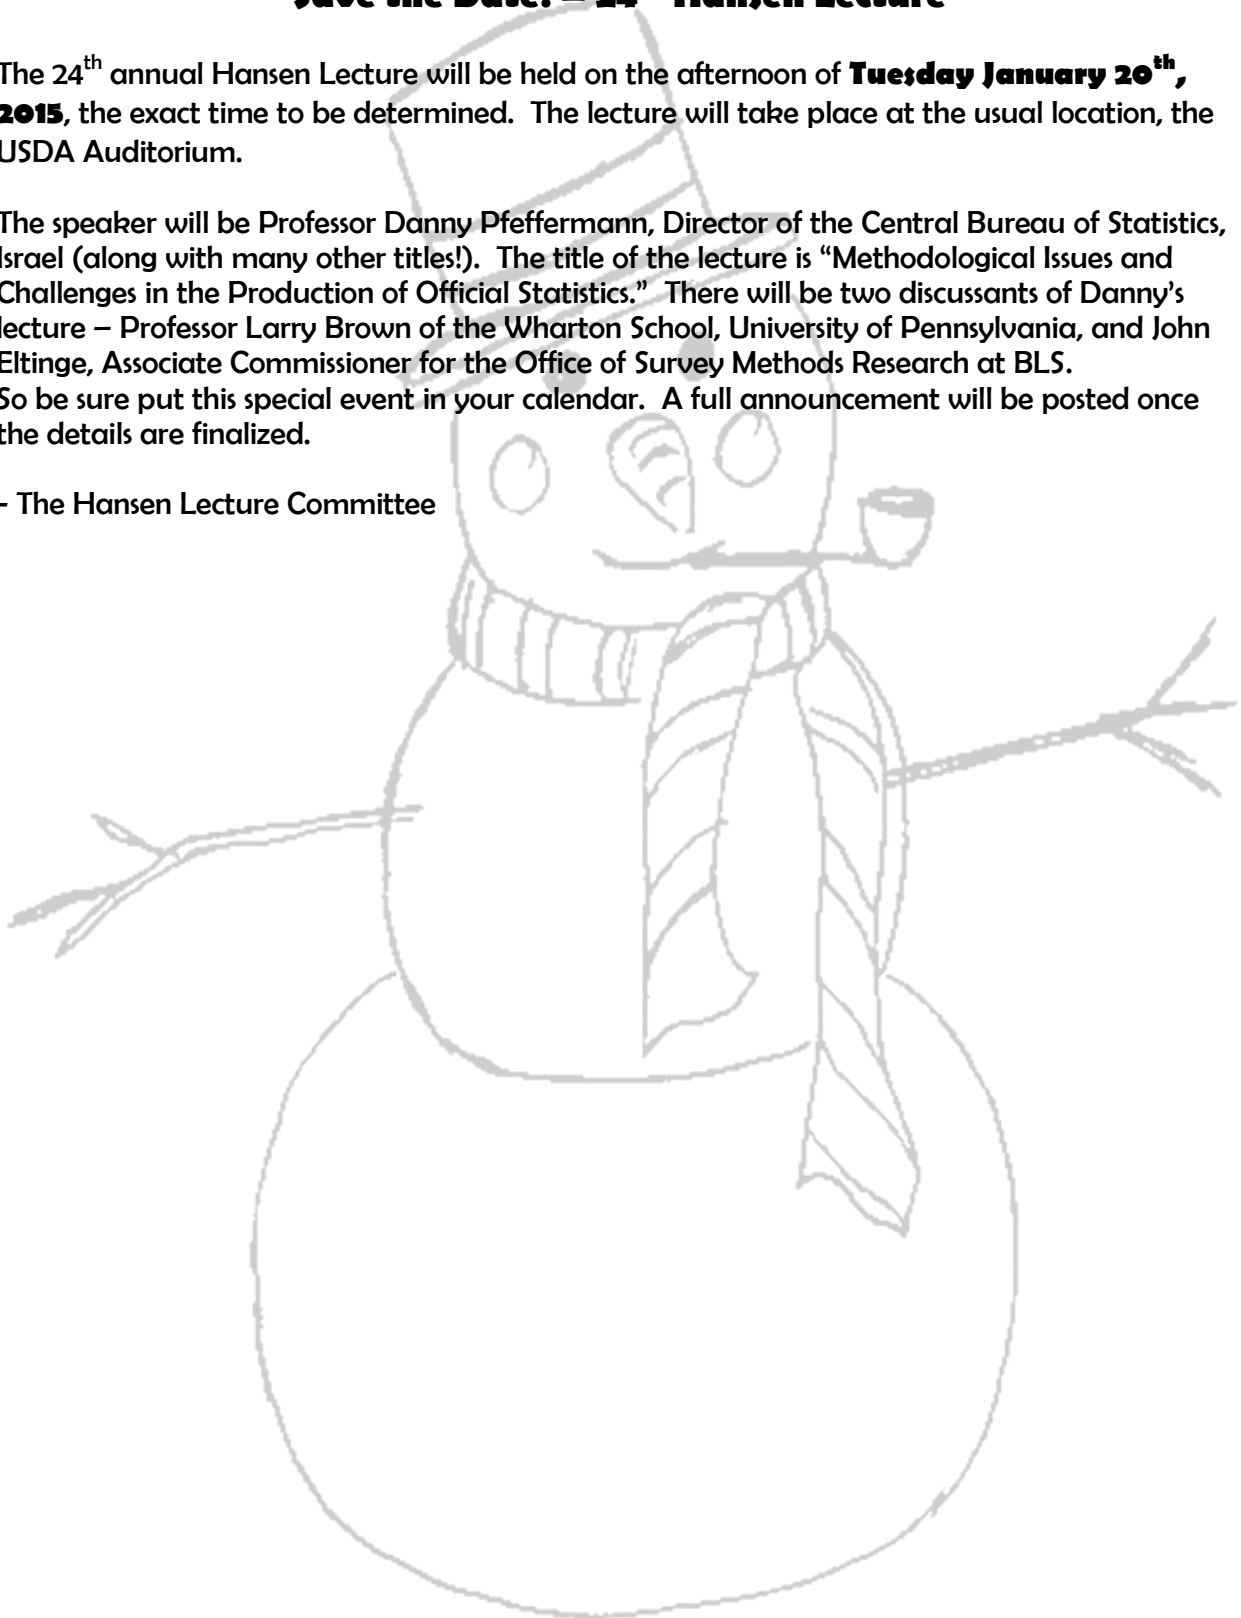 Save the Date! – 24th Hansen Lecture
The 24th annual Hansen Lecture will be held on the afternoon of Tuesday January 20th,
2015, the exact time to be determined.  The lecture will take place at the usual location, the
USDA Auditorium.
The speaker will be Professor Danny Pfeffermann, Director of the Central Bureau of Statistics,
Israel (along with many other titles!).  The title of the lecture is “Methodological Issues and
Challenges in the Production of Official Statistics.”  There will be two discussants of Danny’s
lecture – Professor Larry Brown of the Wharton School, University of Pennsylvania, and John
Eltinge, Associate Commissioner for the Office of Survey Methods Research at BLS.
So be sure put this special event in your calendar.  A full announcement will be posted once
the details are finalized.
- The Hansen Lecture Committee